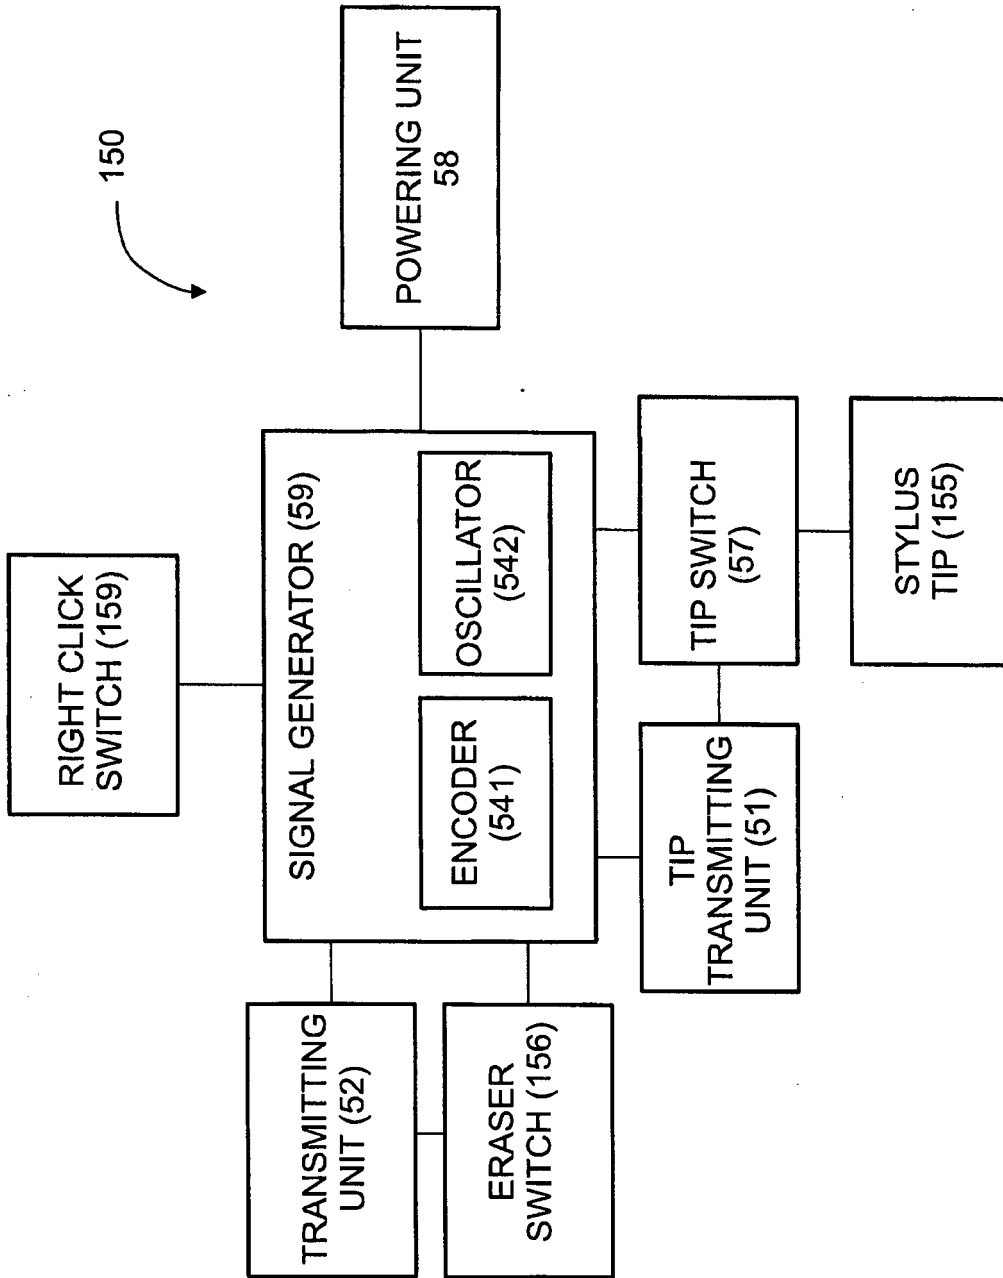 150
RIGHT CLICK
SWITCH (159)
POWERING UNIT
58
SIGNAL GENERATOR (59)
ENCODER
(541)
OSCILLATOR
(542)
TRANSMITTING
UNIT (52)
ERASER
SWITCH (156)
TIP
TRANSMITTING
UNIT (51)
TIP SWITCH
(57)
STYLUS
TIP (155)